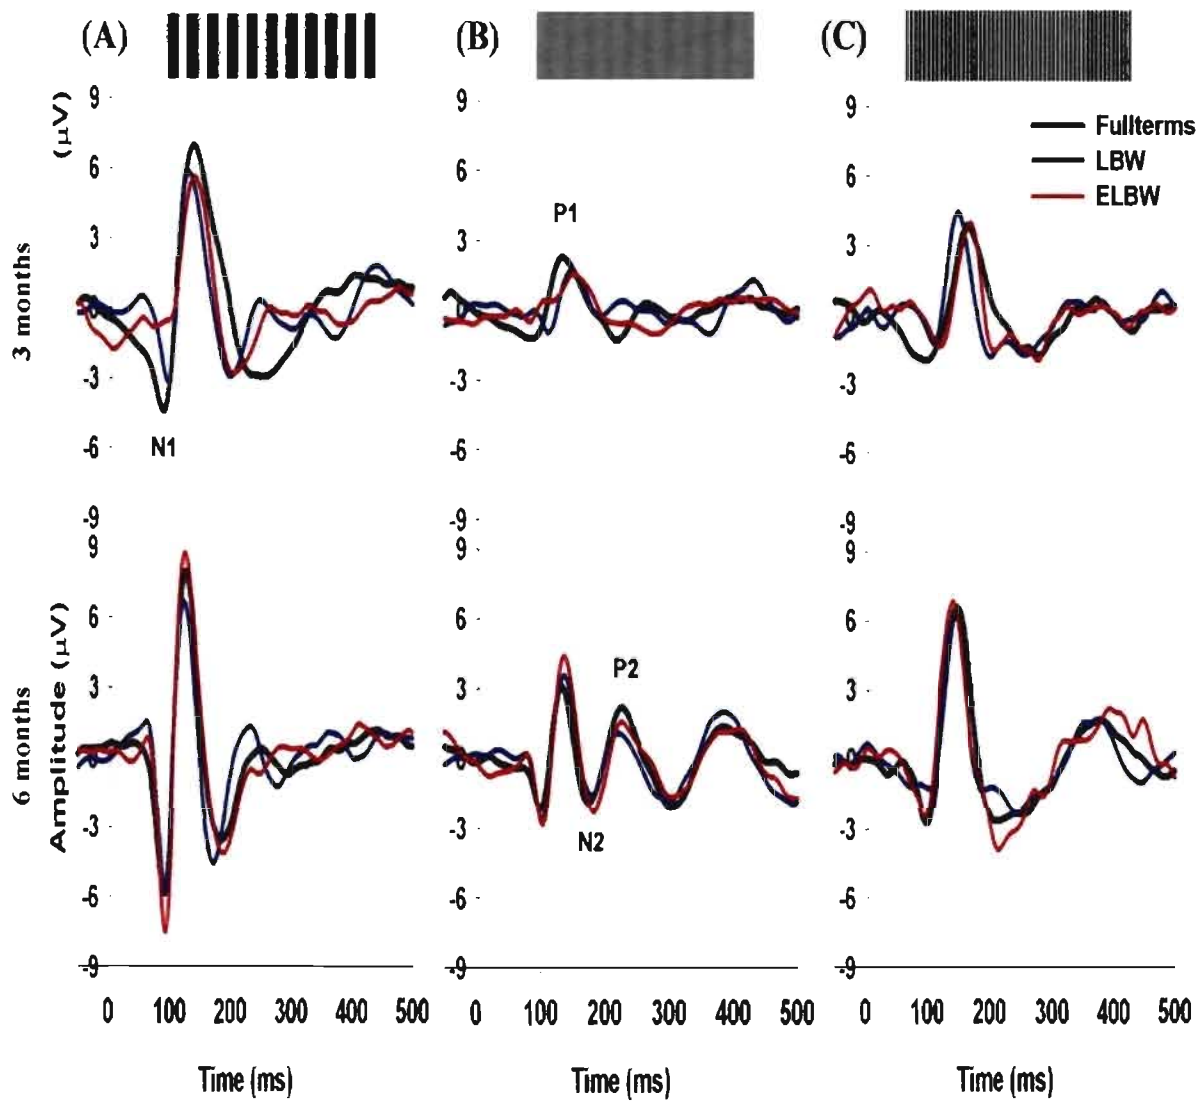 (A) (B) (C)
(μV)
9
6
3
-3
-6
-9
9
6
3
-3
-6
-9
9
6
3
-3
-6
-9
Fullterms
LBW
ELBW
P1
N1
3 months
6 months
Amplitude (μV)
9
6
3
-3
-6
-9
9
6
3
-3
-6
-9
9
6
3
-3
-6
-9
P2
N2
0 100 200 300 400 500
0 100 200 300 400 500
0 100 200 300 400 500
Time (ms) Time (ms) Time (ms)